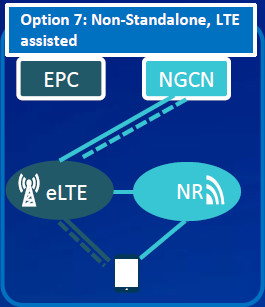 Option 7: Non-Standalone, LTE
assisted
EPC NGCN
eLTE NR